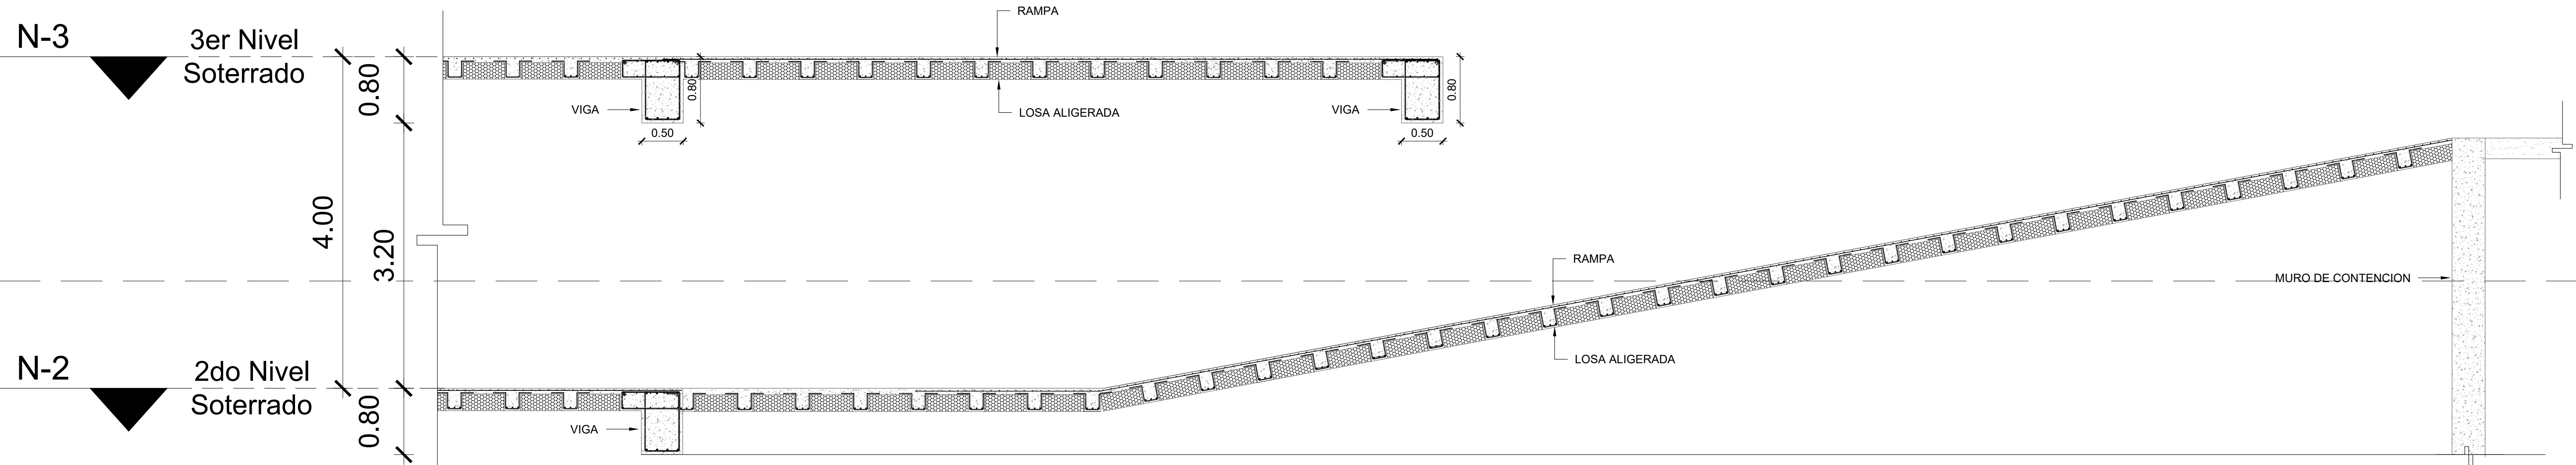 N-3
3er Nivel
Soterrado
RAMPA
0.80
VIGA
0.50
0.80
LOSA ALIGERADA
VIGA
0.50
0.80
4.00
3.20
RAMPA
MURO DE CONTENCION
LOSA ALIGERADA
N-2
2do Nivel
Soterrado
0.80
VIGA